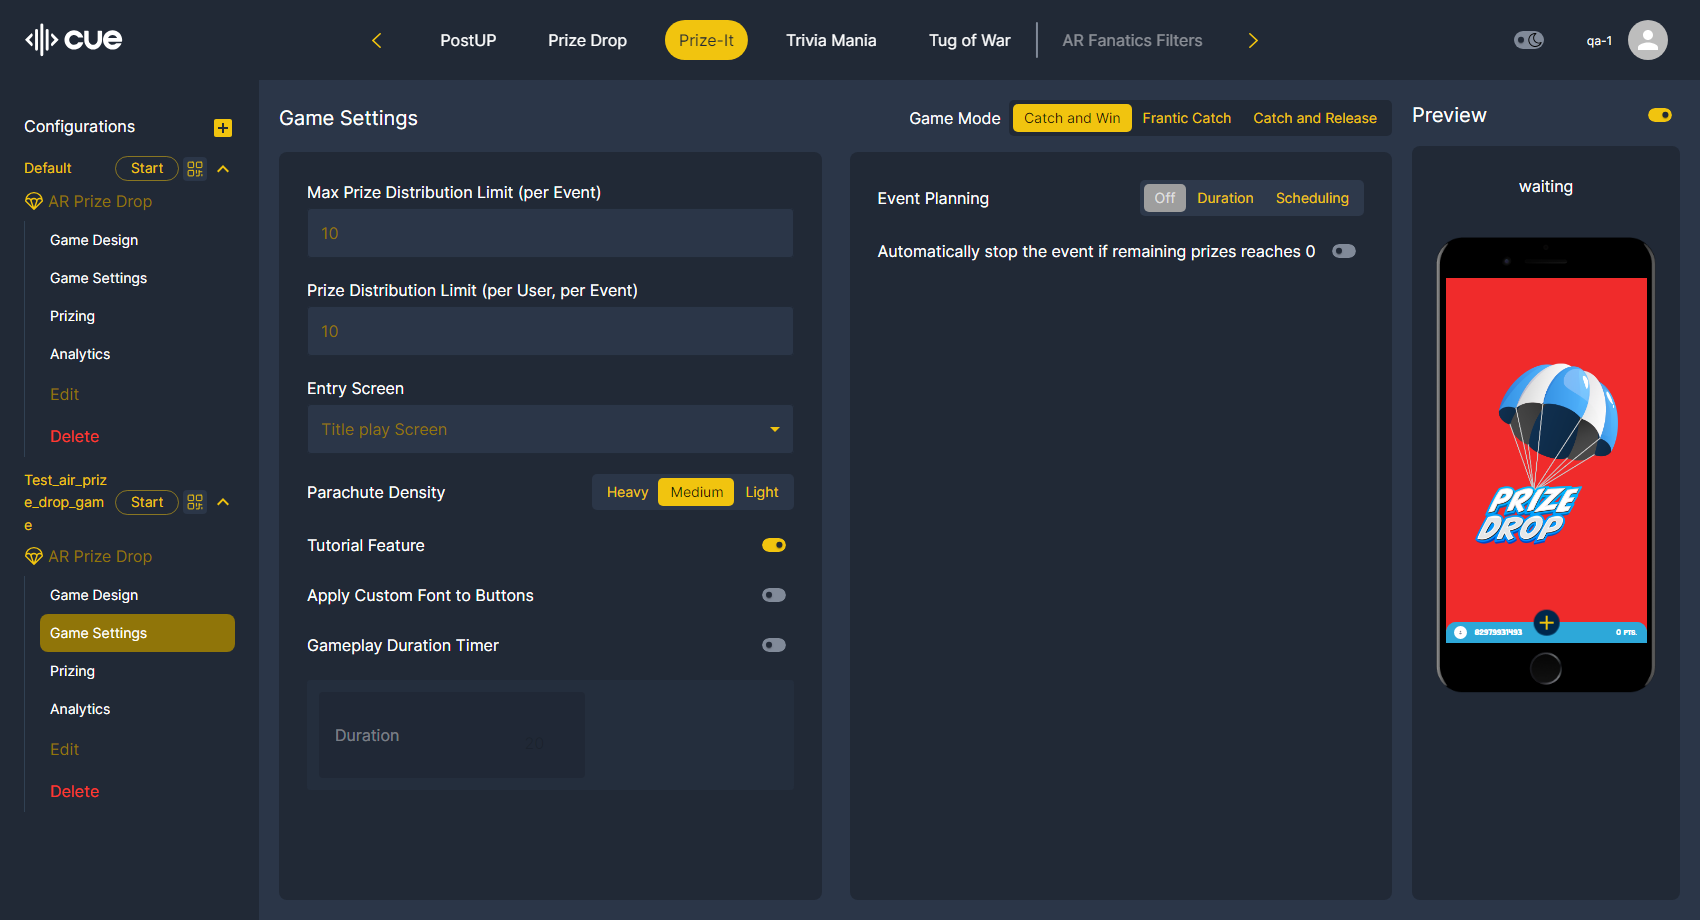 cue
PostUP
Prize Drop
Prize-It
Trivia Mania
Tug of War
AR Fanatics Filters
qa-1
Configurations
Default
Start
AR Prize Drop
Game Design
Game Settings
Prizing
Analytics
Edit
Delete
Test_air_priz
e_drop_gam
e
Start
AR Prize Drop
Game Design
Game Settings
Prizing
Analytics
Edit
Delete
Game Settings
Game Mode
Catch and Win
Frantic Catch
Catch and Release
Max Prize Distribution Limit (per Event)
10
Prize Distribution Limit (per User, per Event)
10
Entry Screen
Title play Screen
Parachute Density
Heavy
Medium
Light
Tutorial Feature
Apply Custom Font to Buttons
Gameplay Duration Timer
Duration
20
Event Planning
Off
Duration
Scheduling
Automatically stop the event if remaining prizes reaches 0
Preview
waiting
PRIZE
DROP
82979931493
0 PTS.